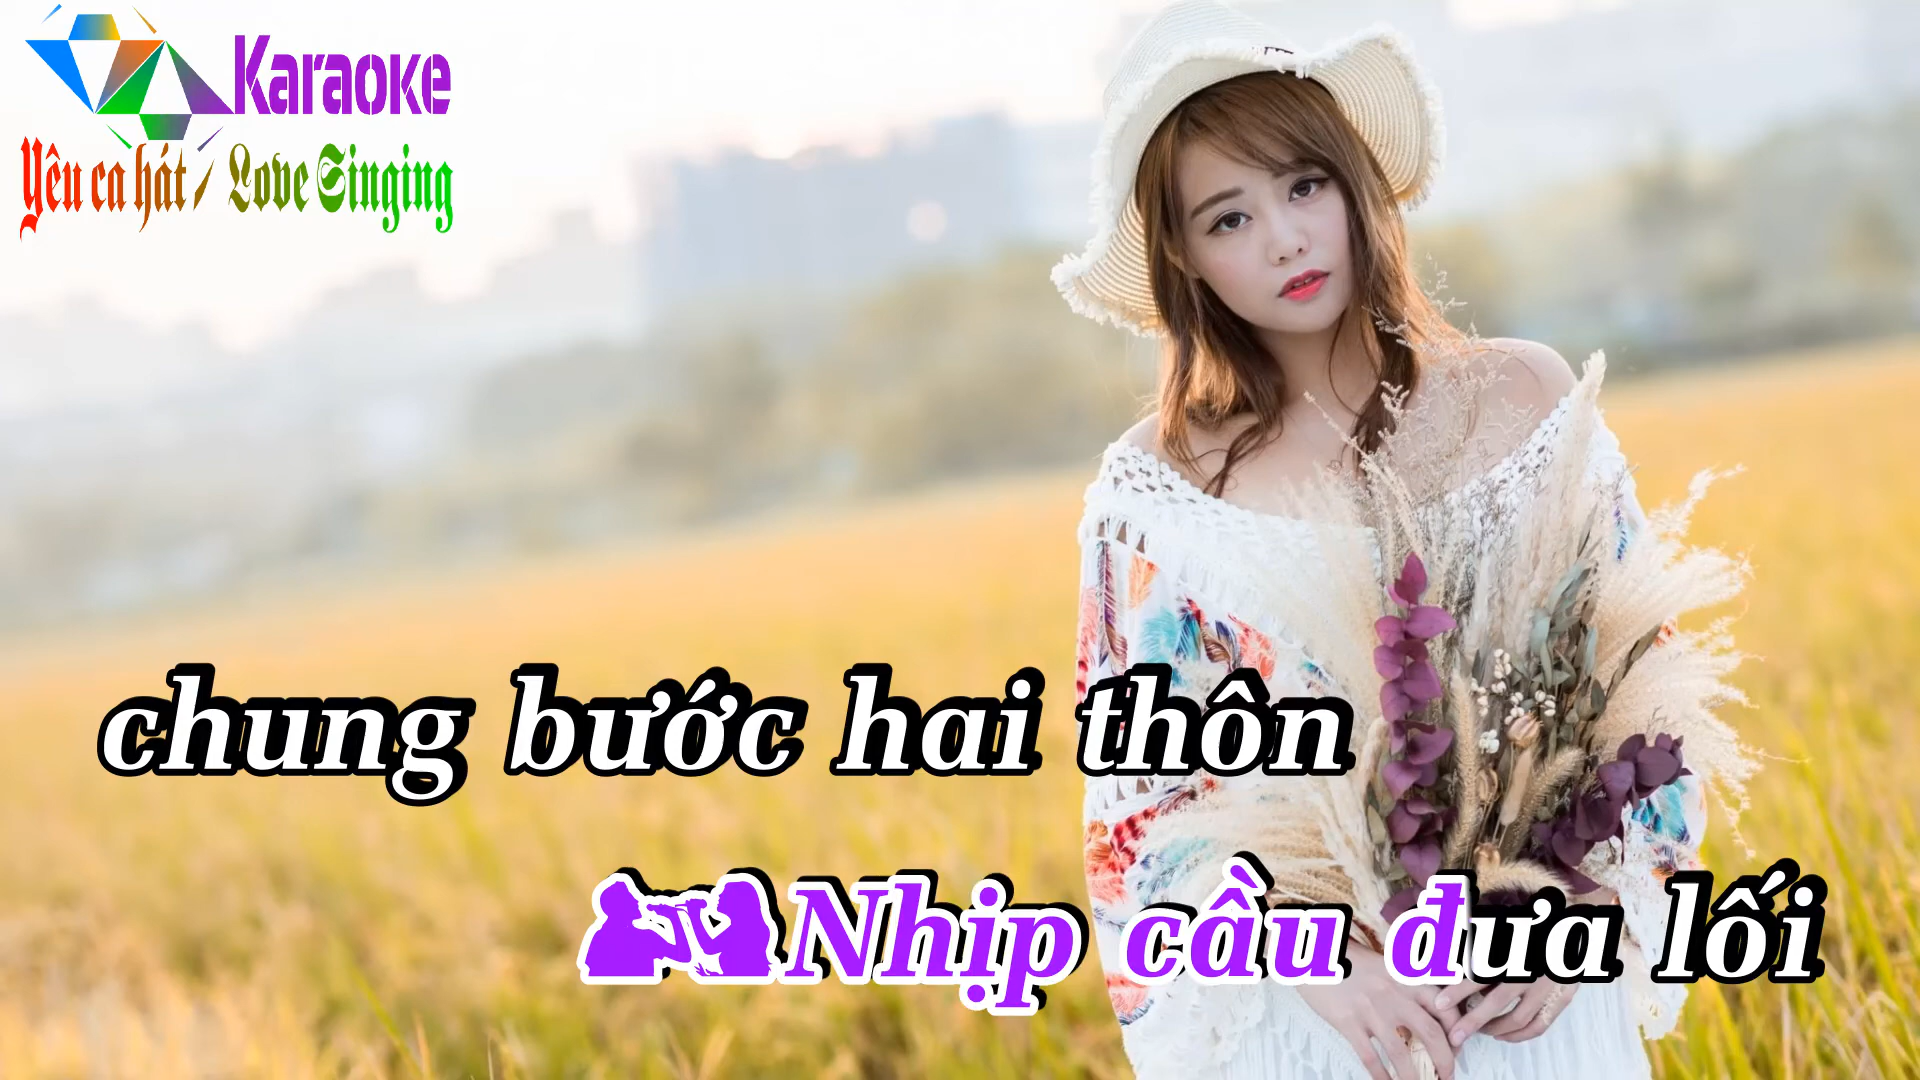 Karaoke
Yêu ca hát / Love Singing
chung bước hai thôn
Nhịp cầu đưa lối